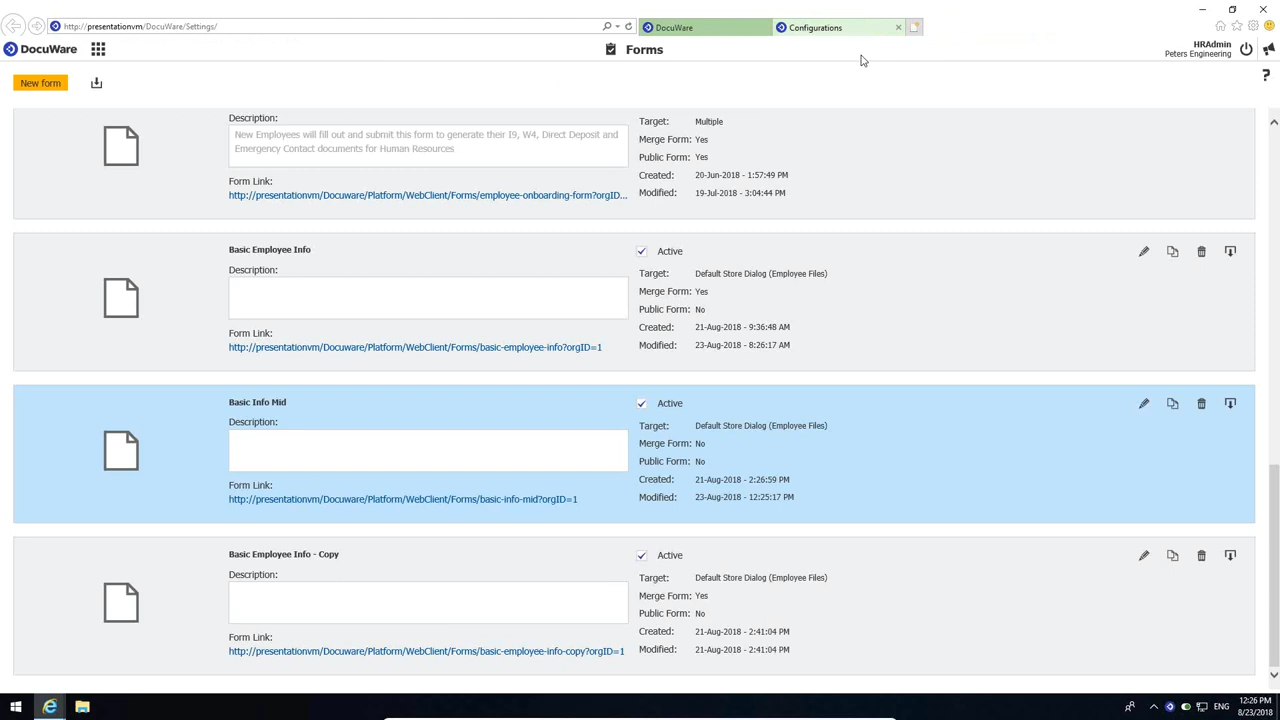 http://presentationvm/DocuWare/Settings/
DocuWare
Configurations
DocuWare
Forms
HRAdmin
Peters Engineering
New form
?
Description:
New Employees will fill out and submit this form to generate their I9, W4, Direct Deposit and
Emergency Contact documents for Human Resources
Form Link:
http://presentationvm/Docuware/Platform/WebClient/Forms/employee-onboarding-form?orgID...
Target: Multiple
Merge Form: Yes
Public Form: Yes
Created: 20-Jun-2018 - 1:57:49 PM
Modified: 19-Jul-2018 - 3:04:44 PM
Basic Employee Info
Description:
Form Link:
http://presentationvm/Docuware/Platform/WebClient/Forms/basic-employee-info?orgID=1
Active
Target: Default Store Dialog (Employee Files)
Merge Form: Yes
Public Form: No
Created: 21-Aug-2018 - 9:36:48 AM
Modified: 23-Aug-2018 - 8:26:17 AM
Basic Info Mid
Description:
Form Link:
http://presentationvm/Docuware/Platform/WebClient/Forms/basic-info-mid?orgID=1
Active
Target: Default Store Dialog (Employee Files)
Merge Form: No
Public Form: No
Created: 21-Aug-2018 - 2:26:59 PM
Modified: 23-Aug-2018 - 12:25:17 PM
Basic Employee Info - Copy
Description:
Form Link:
http://presentationvm/Docuware/Platform/WebClient/Forms/basic-employee-info-copy?orgID=1
Active
Target: Default Store Dialog (Employee Files)
Merge Form: Yes
Public Form: No
Created: 21-Aug-2018 - 2:41:04 PM
Modified: 21-Aug-2018 - 2:41:04 PM
ENG
12:26 PM
8/23/2018